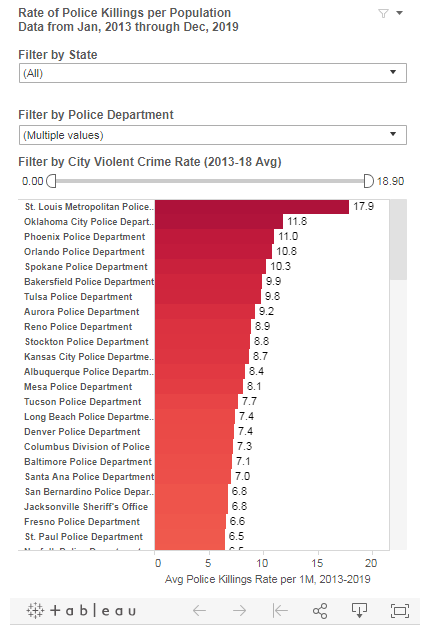 Rate of Police Killings per Population
Data from Jan, 2013 through Dec, 2019
Filter by State
(All)
Filter by Police Department
(Multiple values)
Filter by City Violent Crime Rate (2013-18 Avg)
0.00 18.90
St. Louis Metropolitan Police.. 17.9
Oklahoma City Police Depart.. 11.8
Phoenix Police Department 11.0
Orlando Police Department 10.8
Spokane Police Department 10.3
Bakersfield Police Department 9.9
Tulsa Police Department 9.8
Aurora Police Department 9.2
Reno Police Department 8.9
Stockton Police Department 8.8
Kansas City Police Departme.. 8.7
Albuquerque Police Departm.. 8.4
Mesa Police Department 8.1
Tucson Police Department 7.7
Long Beach Police Departme.. 7.4
Denver Police Department 7.4
Columbus Division of Police 7.3
Baltimore Police Department 7.1
Santa Ana Police Department 7.0
San Bernardino Police Depar.. 6.8
Jacksonville Sheriff's Office 6.8
Fresno Police Department 6.6
St. Paul Police Department 6.5
0 5 10 15 20
Avg Police Killings Rate per 1M, 2013-2019
+ableau